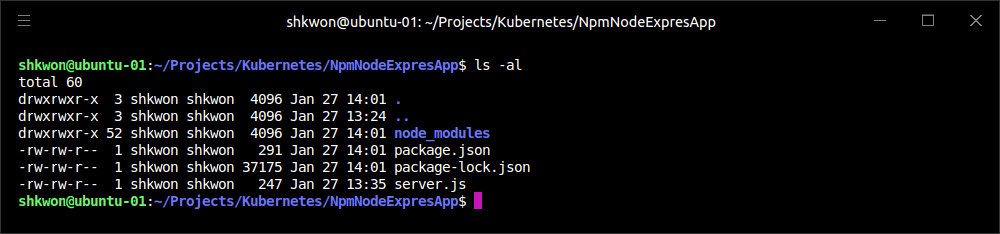 shkwon@ubuntu-01: ~/Projects/Kubernetes/NpmNodeExpresApp
shkwon@ubuntu-01:~/Projects/Kubernetes/NpmNodeExpresApp$ ls -al
total 60
drwxrwxr-x  3 shkwon shkwon  4096 Jan 27 14:01 .
drwxrwxr-x  3 shkwon shkwon  4096 Jan 27 13:24 ..
drwxrwxr-x 52 shkwon shkwon  4096 Jan 27 14:01 node_modules
-rw-rw-r--  1 shkwon shkwon   291 Jan 27 14:01 package.json
-rw-rw-r--  1 shkwon shkwon 37175 Jan 27 14:01 package-lock.json
-rw-rw-r--  1 shkwon shkwon   247 Jan 27 13:35 server.js
shkwon@ubuntu-01:~/Projects/Kubernetes/NpmNodeExpresApp$